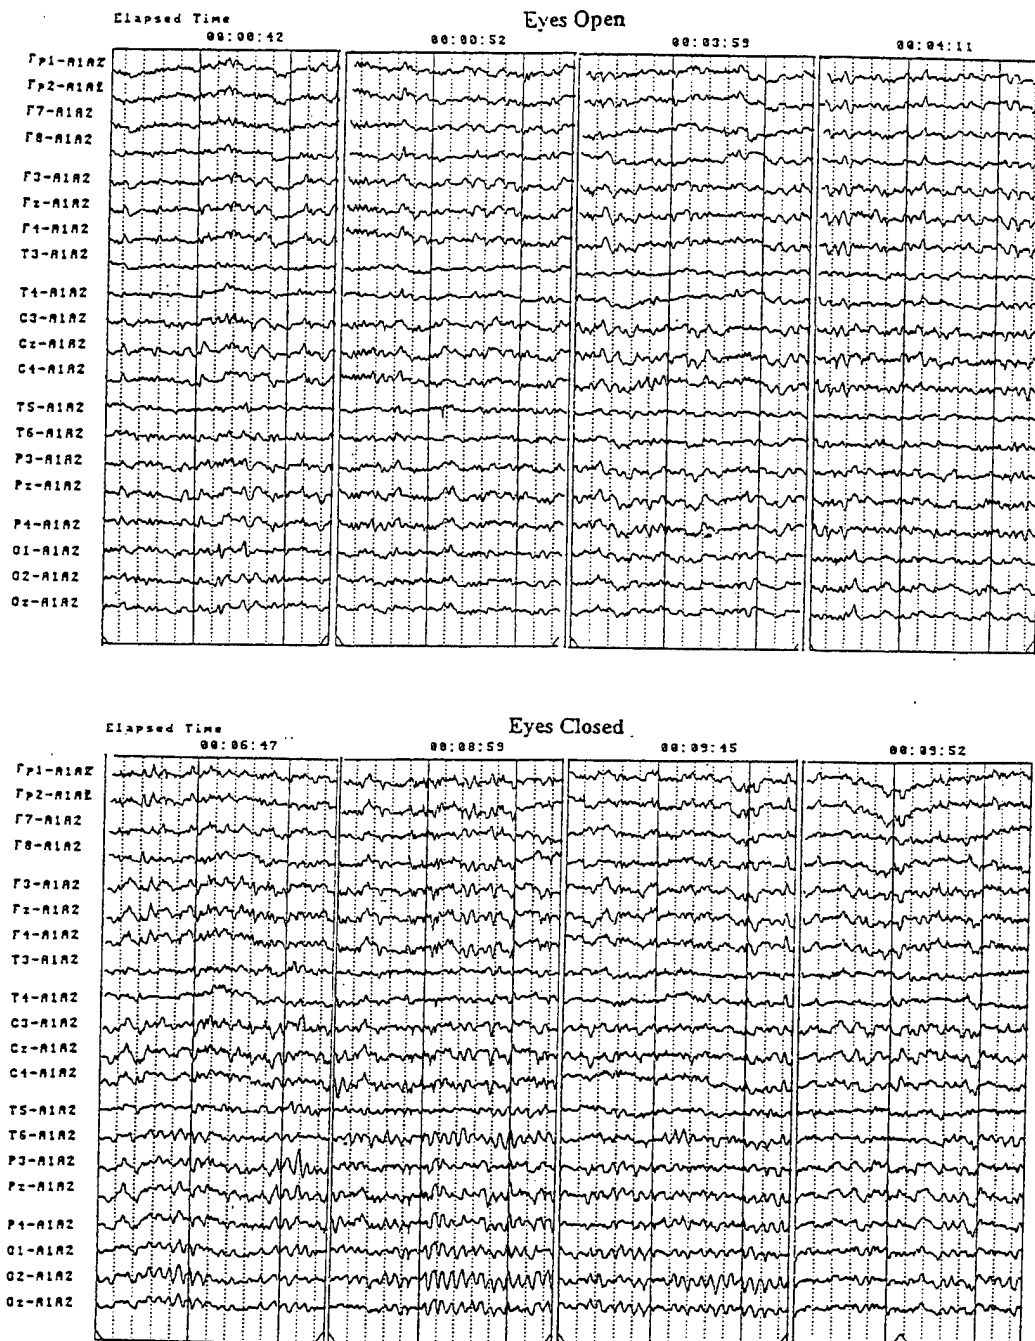 Elapsed Time
Eyes Open
00:00:42
00:00:52
00:03:59
00:04:11
Fp1-A1A2
Fp2-A1A2
F7-A1A2
F8-A1A2
F3-A1A2
Fz-A1A2
F4-A1A2
T3-A1A2
T4-A1A2
C3-A1A2
Cz-A1A2
C4-A1A2
T5-A1A2
T6-A1A2
P3-A1A2
Pz-A1A2
P4-A1A2
O1-A1A2
O2-A1A2
Oz-A1A2
Elapsed Time
Eyes Closed
00:06:47
00:08:59
00:09:45
00:09:52
Fp1-A1A2
Fp2-A1A2
F7-A1A2
F8-A1A2
F3-A1A2
Fz-A1A2
F4-A1A2
T3-A1A2
T4-A1A2
C3-A1A2
Cz-A1A2
C4-A1A2
T5-A1A2
T6-A1A2
P3-A1A2
Pz-A1A2
P4-A1A2
O1-A1A2
O2-A1A2
Oz-A1A2